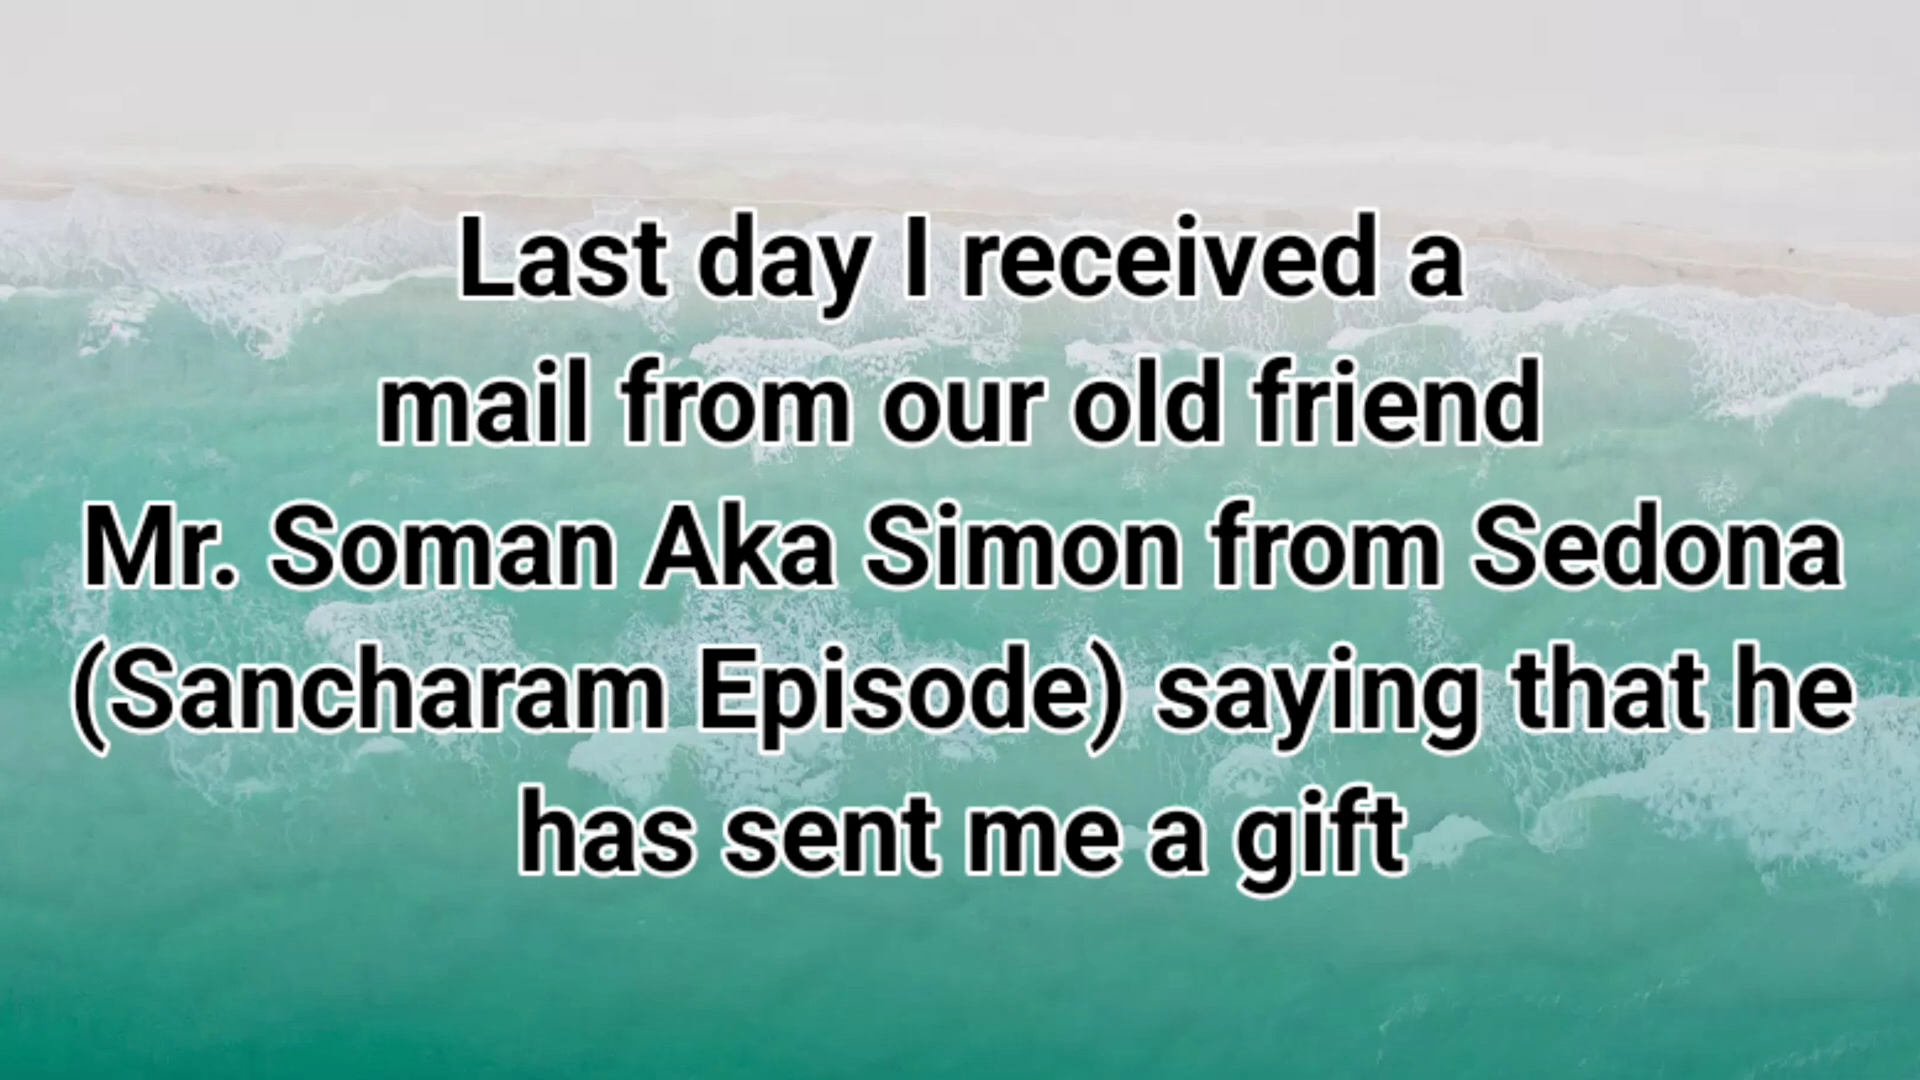 Last day I received a
mail from our old friend
Mr. Soman Aka Simon from Sedona
(Sancharam Episode) saying that he
has sent me a gift